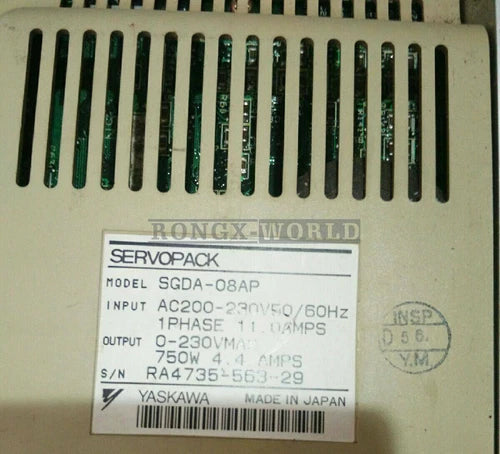 RONGX-WORLD
SERVOPACK
MODEL SGDA-08AP
INPUT AC200-230V50/60Hz
1PHASE 11.0AMPS
OUTPUT 0-230VMAX
750W 4.4 AMPS
S/N RA4735-563-29
YASKAWA MADE IN JAPAN
INSP
Y.M